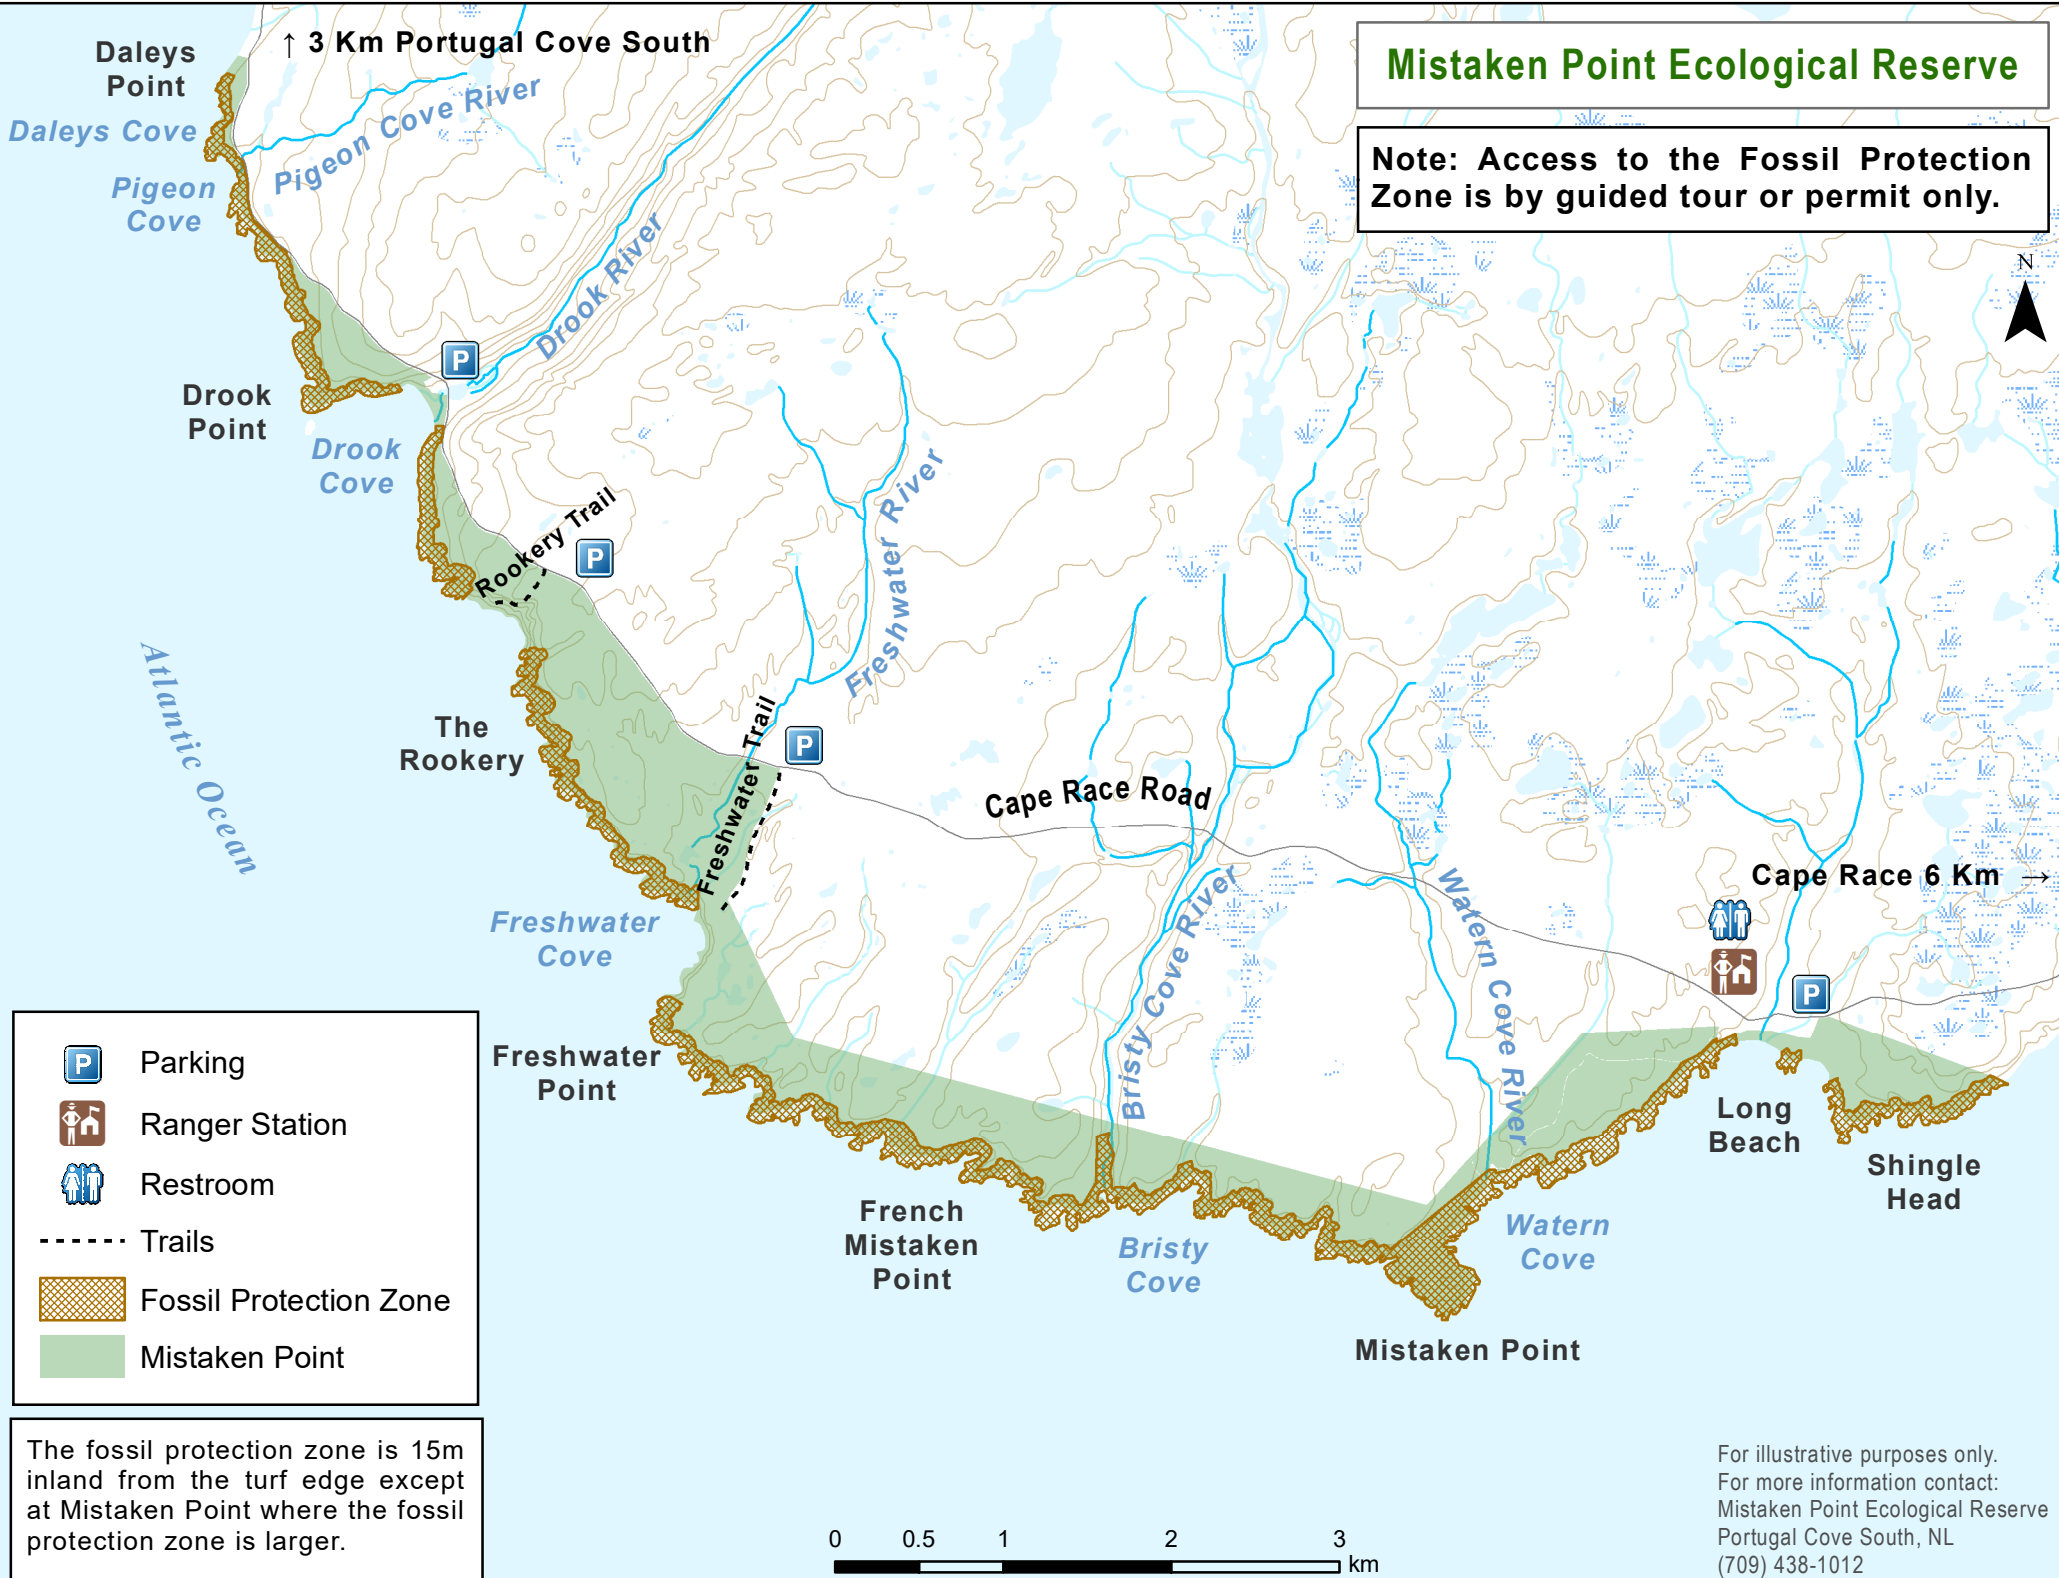 ↑ 3 Km Portugal Cove South
Mistaken Point Ecological Reserve
Note: Access to the Fossil Protection
Zone is by guided tour or permit only.
N
Daleys
Point
Daleys Cove
Pigeon Cove River
Pigeon
Cove
Drook River
P
Drook
Point
Drook
Cove
Rookery Trail
P
Freshwater River
Atlantic Ocean
The
Rookery
Freshwater Trail
P
Cape Race Road
Cape Race 6 Km →
Freshwater
Cove
Bristy Cove River
Watern Cove River
P
Freshwater
Point
Long
Beach
Shingle
Head
French
Mistaken
Point
Bristy
Cove
Watern
Cove
Mistaken Point
P
Parking
Ranger Station
Restroom
Trails
Fossil Protection Zone
Mistaken Point
The fossil protection zone is 15m
inland from the turf edge except
at Mistaken Point where the fossil
protection zone is larger.
0 0.5 1 2 3
km
For illustrative purposes only.
For more information contact:
Mistaken Point Ecological Reserve
Portugal Cove South, NL
(709) 438-1012